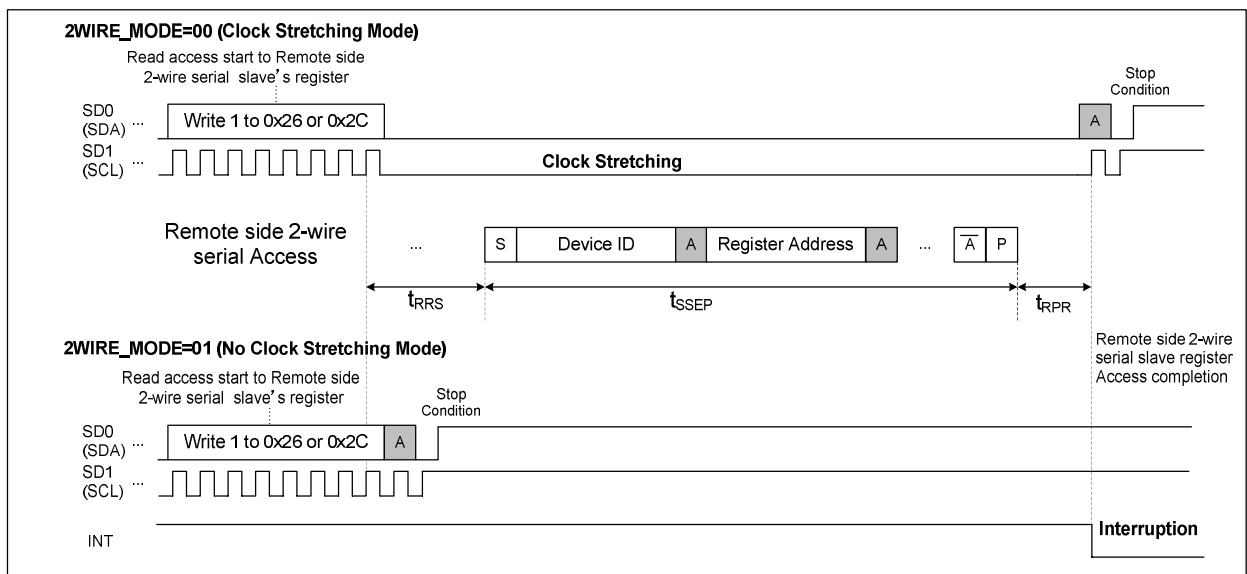 2WIRE_MODE=00 (Clock Stretching Mode)
Read access start to Remote side
2-wire serial slave's register
Stop
Condition
SD0
(SDA) ...
Write 1 to 0x26 or 0x2C
A
SD1
(SCL) ...
Clock Stretching
Remote side 2-wire
serial Access
... S Device ID A Register Address A ... A P
tRRS tSSEP tRPR
2WIRE_MODE=01 (No Clock Stretching Mode)
Remote side 2-wire
serial slave register
Access completion
Read access start to Remote side
2-wire serial slave's register
Stop
Condition
SD0
(SDA) ...
Write 1 to 0x26 or 0x2C A
SD1
(SCL) ...
INT
Interruption